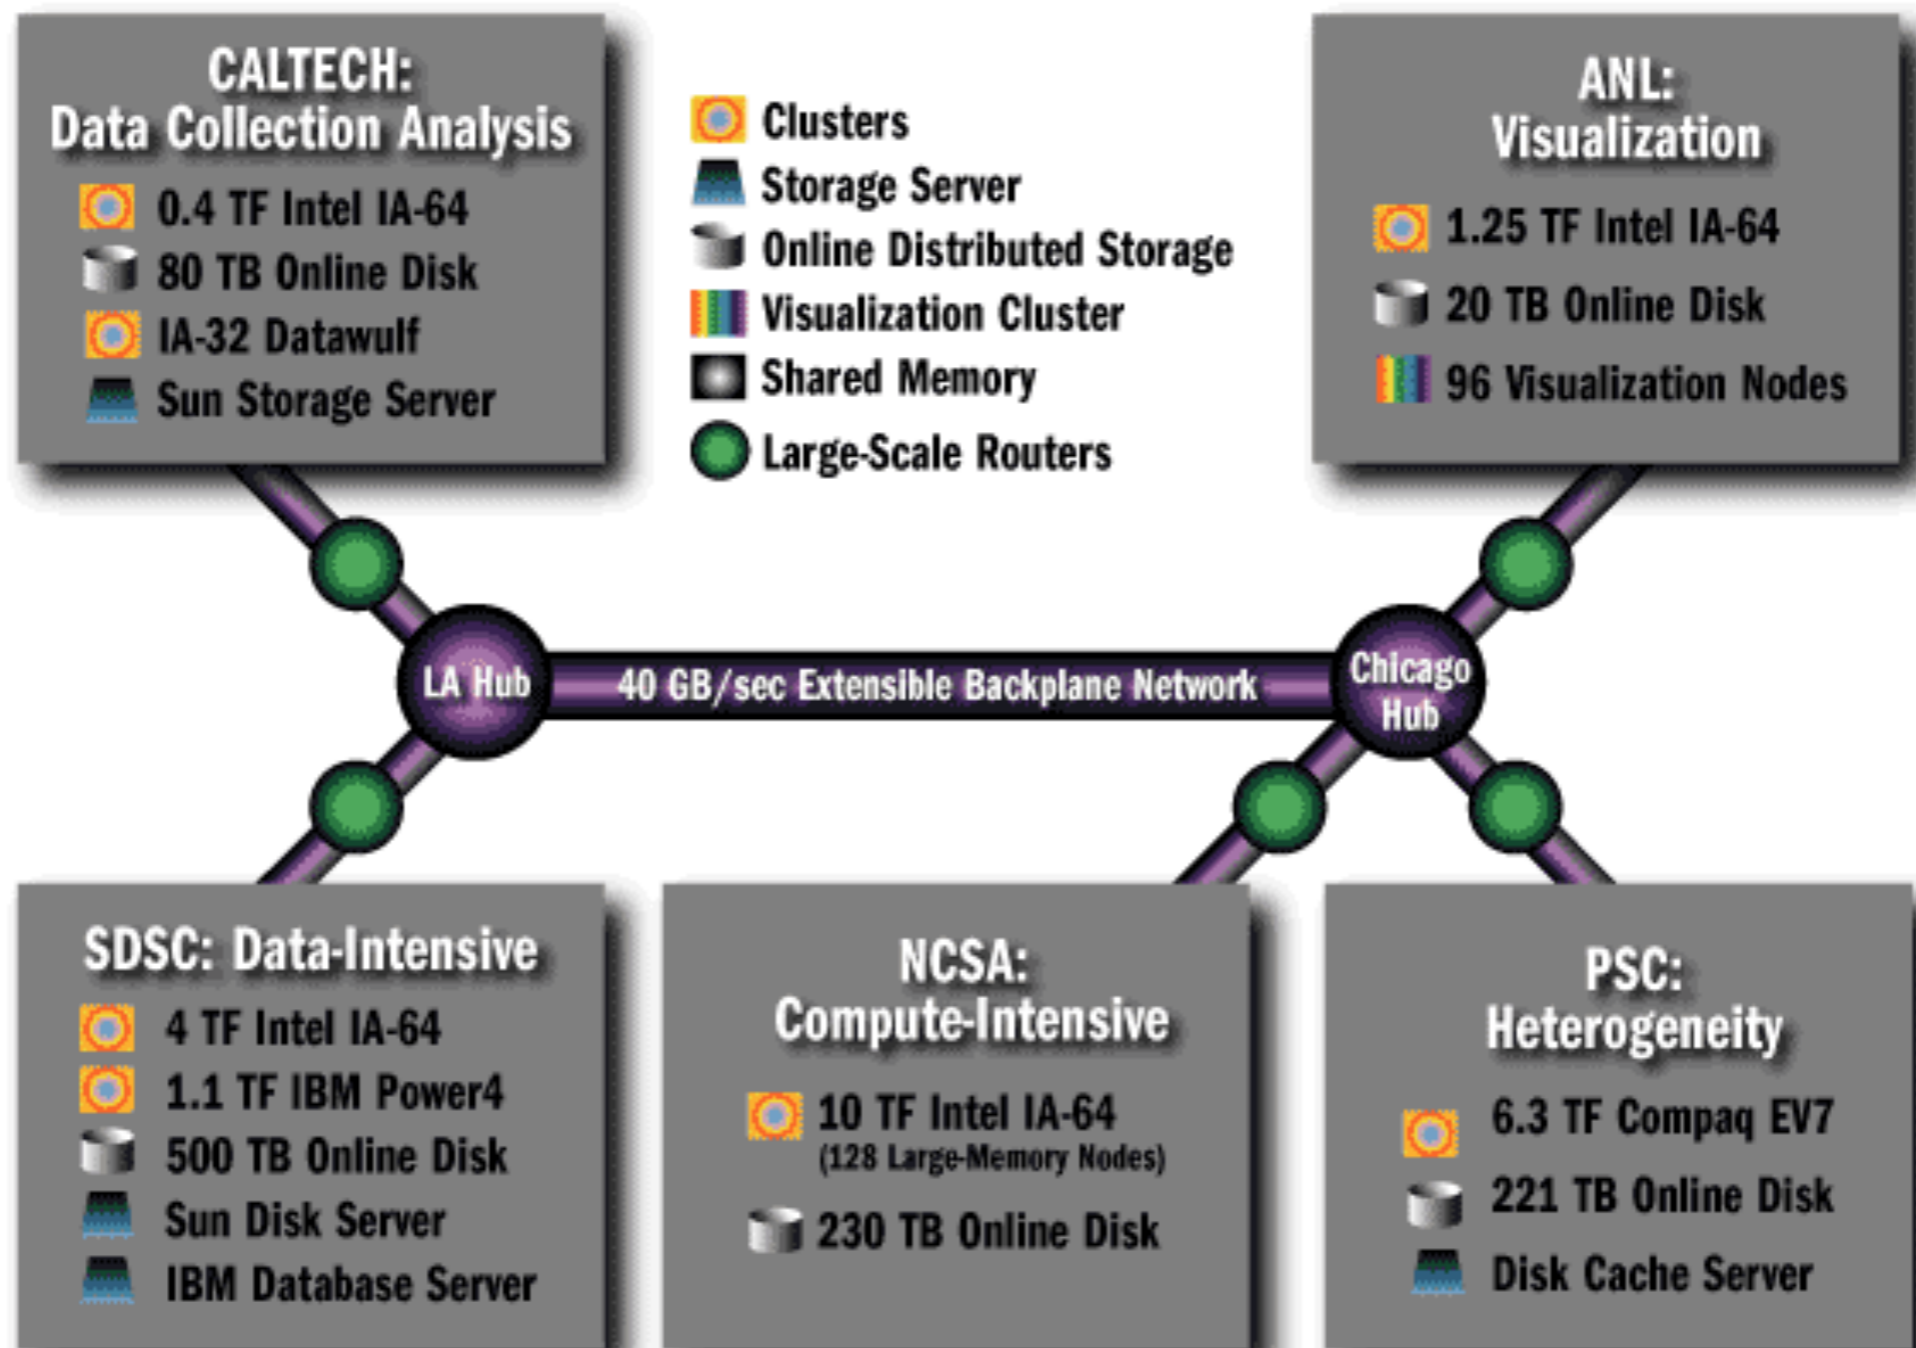 CALTECH:
Data Collection Analysis
0.4 TF Intel IA-64
80 TB Online Disk
IA-32 Datawulf
Sun Storage Server
Clusters
Storage Server
Online Distributed Storage
Visualization Cluster
Shared Memory
Large-Scale Routers
ANL:
Visualization
1.25 TF Intel IA-64
20 TB Online Disk
96 Visualization Nodes
LA Hub
40 GB/sec Extensible Backplane Network
Chicago
Hub
SDSC: Data-Intensive
4 TF Intel IA-64
1.1 TF IBM Power4
500 TB Online Disk
Sun Disk Server
IBM Database Server
NCSA:
Compute-Intensive
10 TF Intel IA-64
(128 Large-Memory Nodes)
230 TB Online Disk
PSC:
Heterogeneity
6.3 TF Compaq EV7
221 TB Online Disk
Disk Cache Server